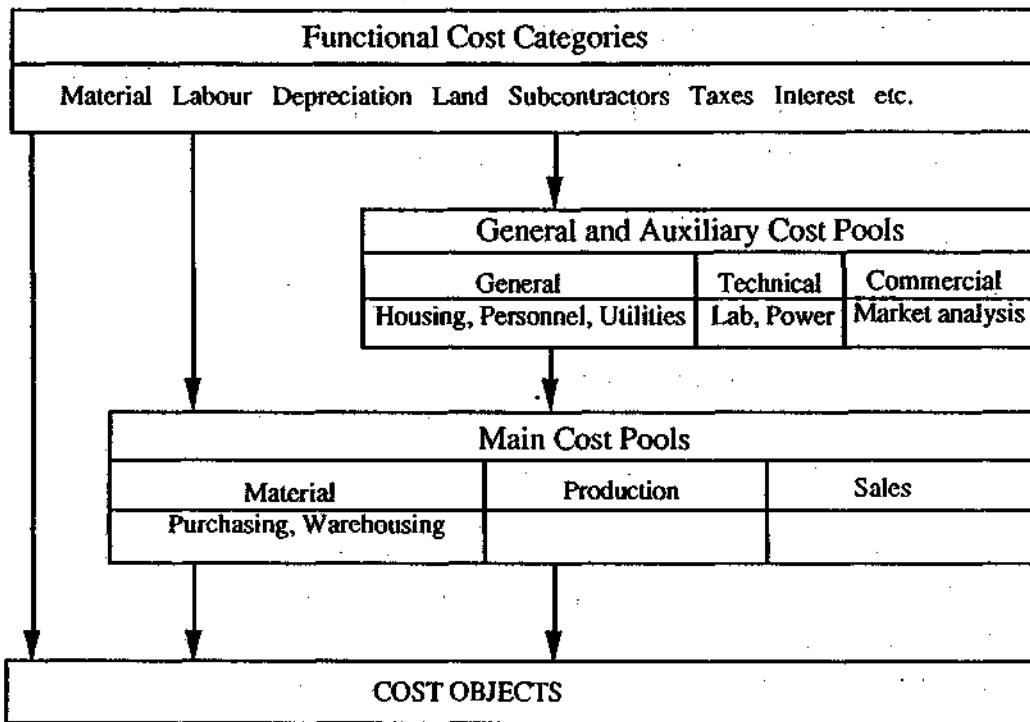 Functional Cost Categories
Material Labour Depreciation Land Subcontractors Taxes Interest etc.
General and Auxiliary Cost Pools
General Technical Commercial
Housing, Personnel, Utilities Lab, Power Market analysis
Main Cost Pools
Material Production Sales
Purchasing, Warehousing
COST OBJECTS